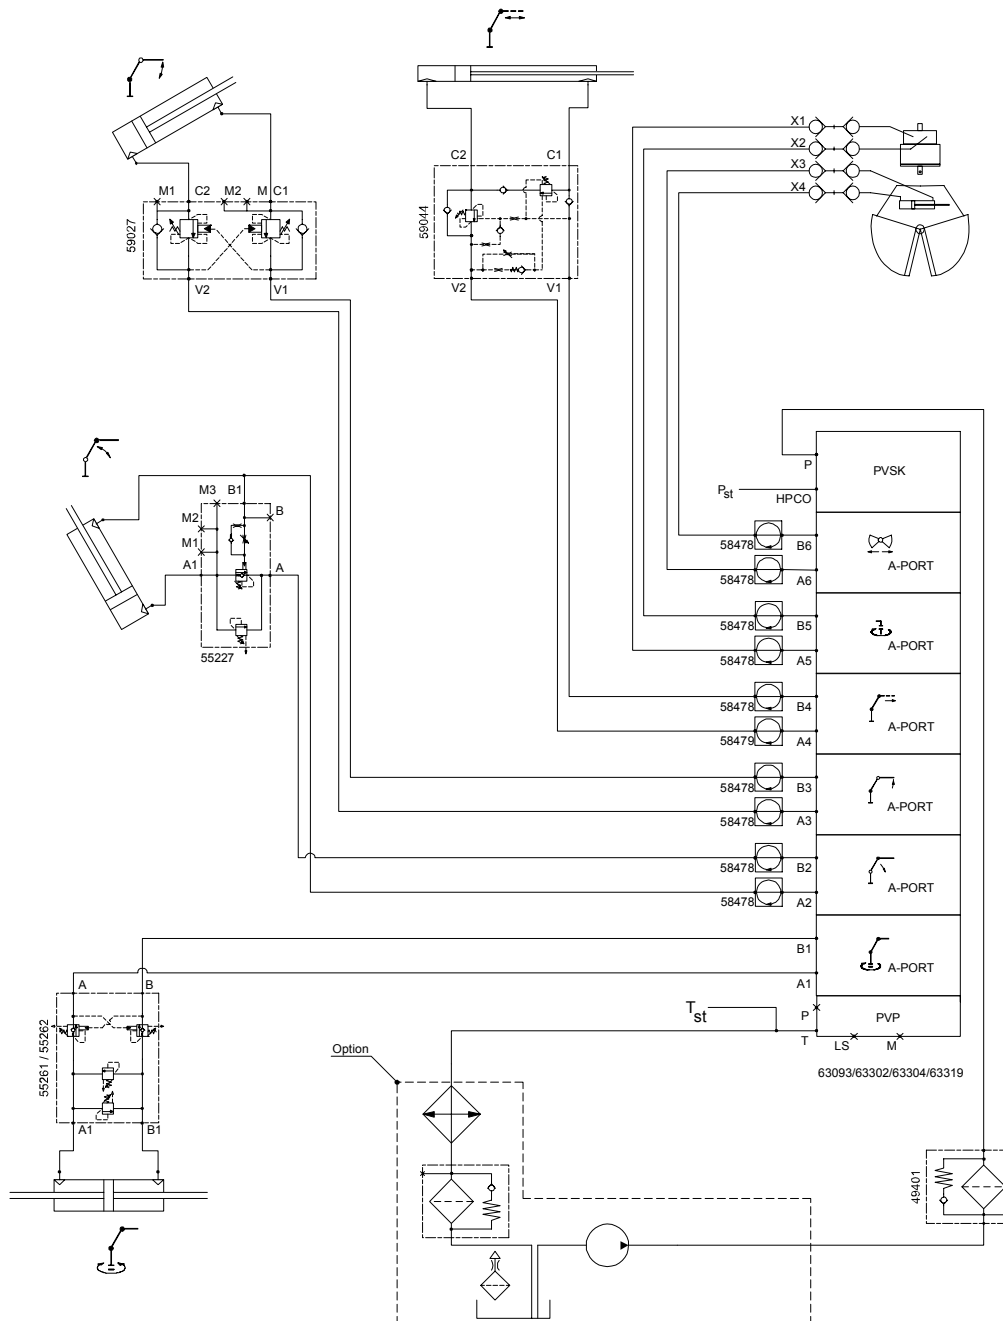 X1
X2
X3
X4
C2
C1
M1
C2
M2
M
C1
59027
59044
V2
V1
V2
V1
P
PVSK
Pst
HPCO
M3
B1
B
M2
M1
A1
A
55227
58478
B6
58478
A6
A-PORT
58478
B5
58478
A5
A-PORT
58478
B4
58479
A4
A-PORT
58478
B3
58478
A3
A-PORT
58478
B2
58478
A2
A-PORT
B1
A1
A-PORT
A
B
55261 / 55262
A1
B1
Tst
P
T
PVP
LS
M
63093/63302/63304/63319
Option
49401